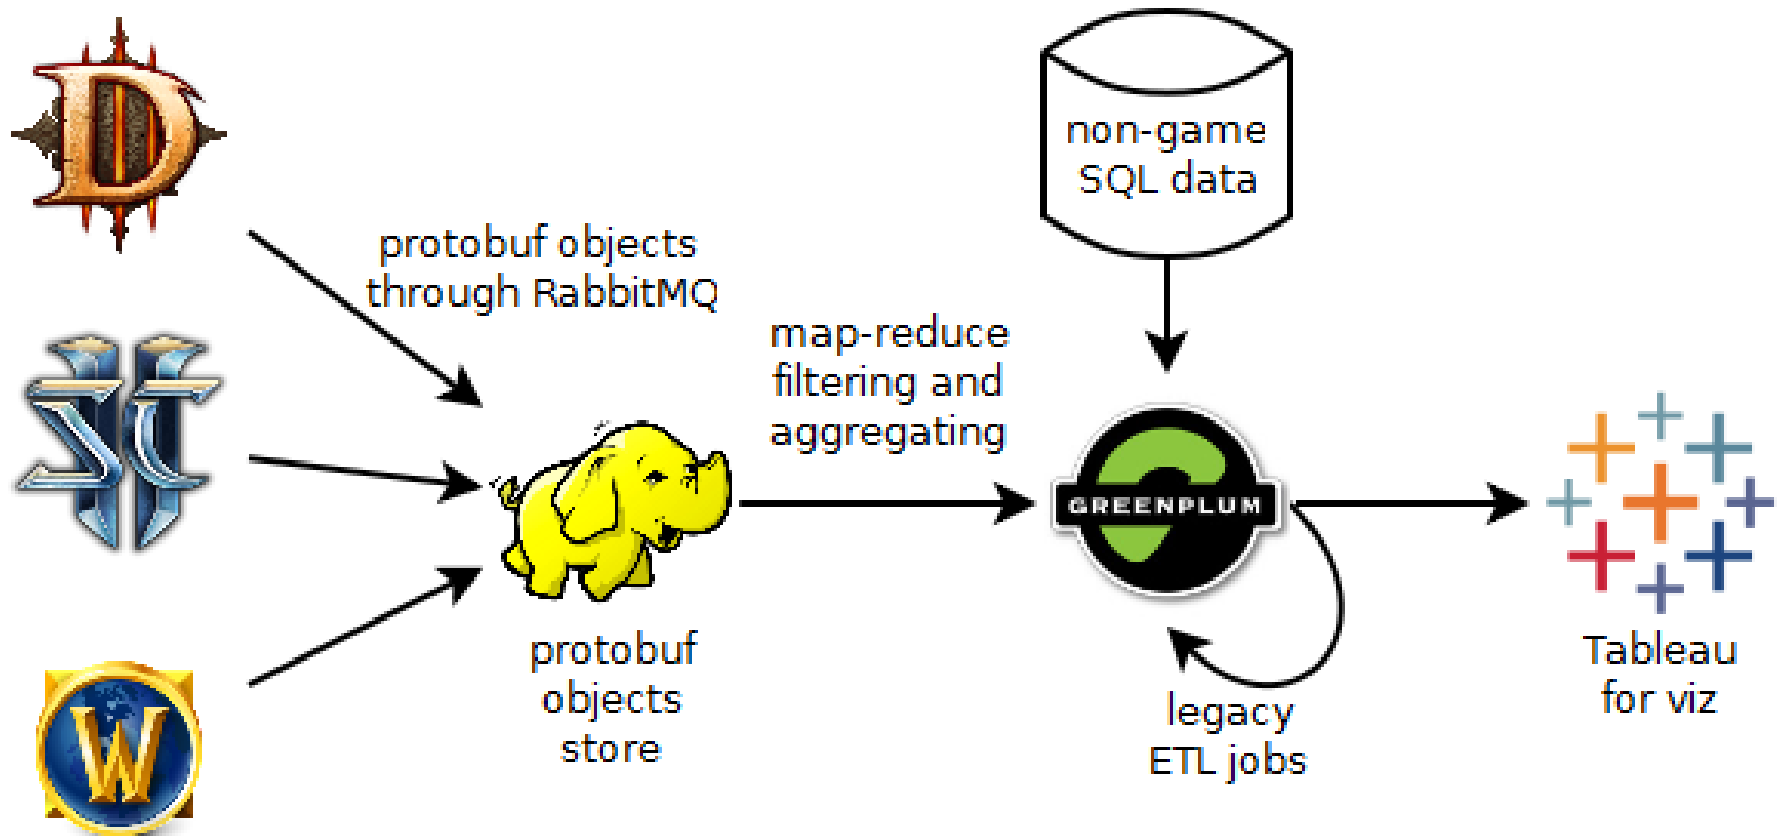 protobuf objects
through RabbitMQ
non-game
SQL data
map-reduce
filtering and
aggregating
GREENPLUM
protobuf
objects
store
legacy
ETL jobs
Tableau
for viz
D
SC
W